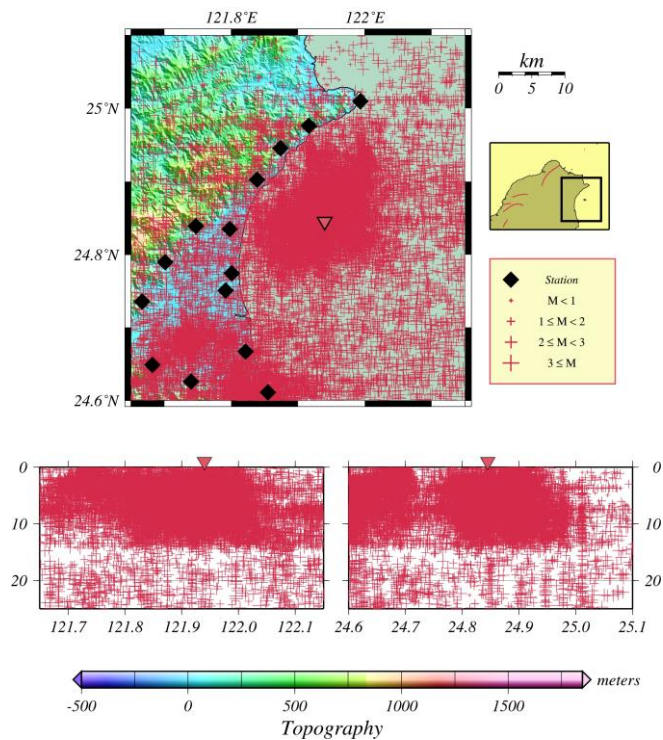 121.8°E 122°E
km
0 5 10
25°N
24.8°N
24.6°N
Station
M < 1
1 ≤ M < 2
2 ≤ M < 3
3 ≤ M
0 0
10 10
20 20
121.7 121.8 121.9 122.0 122.1 24.6 24.7 24.8 24.9 25.0 25.1
meters
-500 0 500 1000 1500
Topography